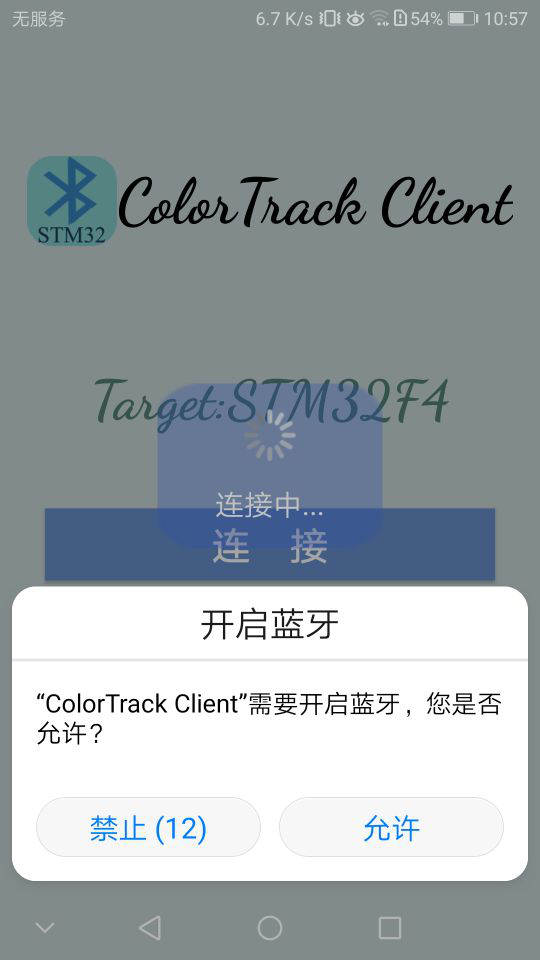 无服务 6.7 K/s 54% 10:57
STM32
ColorTrack Client
Target:STM32F4
连接中...
连 接
开启蓝牙
“ColorTrack Client”需要开启蓝牙，您是否
允许？
禁止 (12) 允许